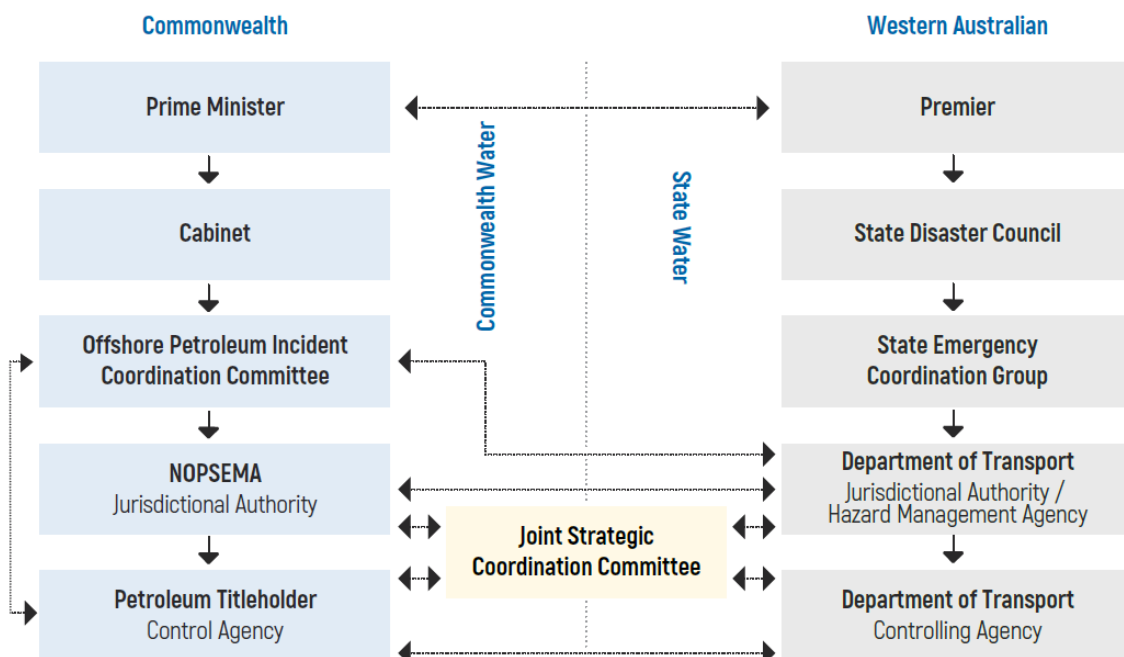 Commonwealth
Western Australian
Prime Minister
Premier
Commonwealth Water
State Water
Cabinet
State Disaster Council
Offshore Petroleum Incident
Coordination Committee
State Emergency
Coordination Group
NOPSEMA
Jurisdictional Authority
Department of Transport
Jurisdictional Authority /
Hazard Management Agency
Joint Strategic
Coordination Committee
Petroleum Titleholder
Control Agency
Department of Transport
Controlling Agency